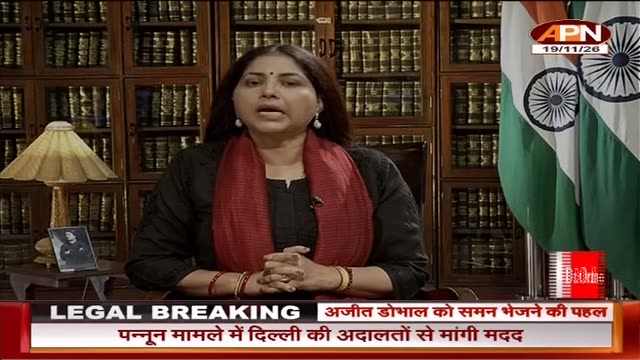 APN
19/11/26
LEGAL BREAKING
अजीत डोभाल को समन भेजने की पहल
पन्नून मामले में दिल्ली की अदालतों से मांगी मदद